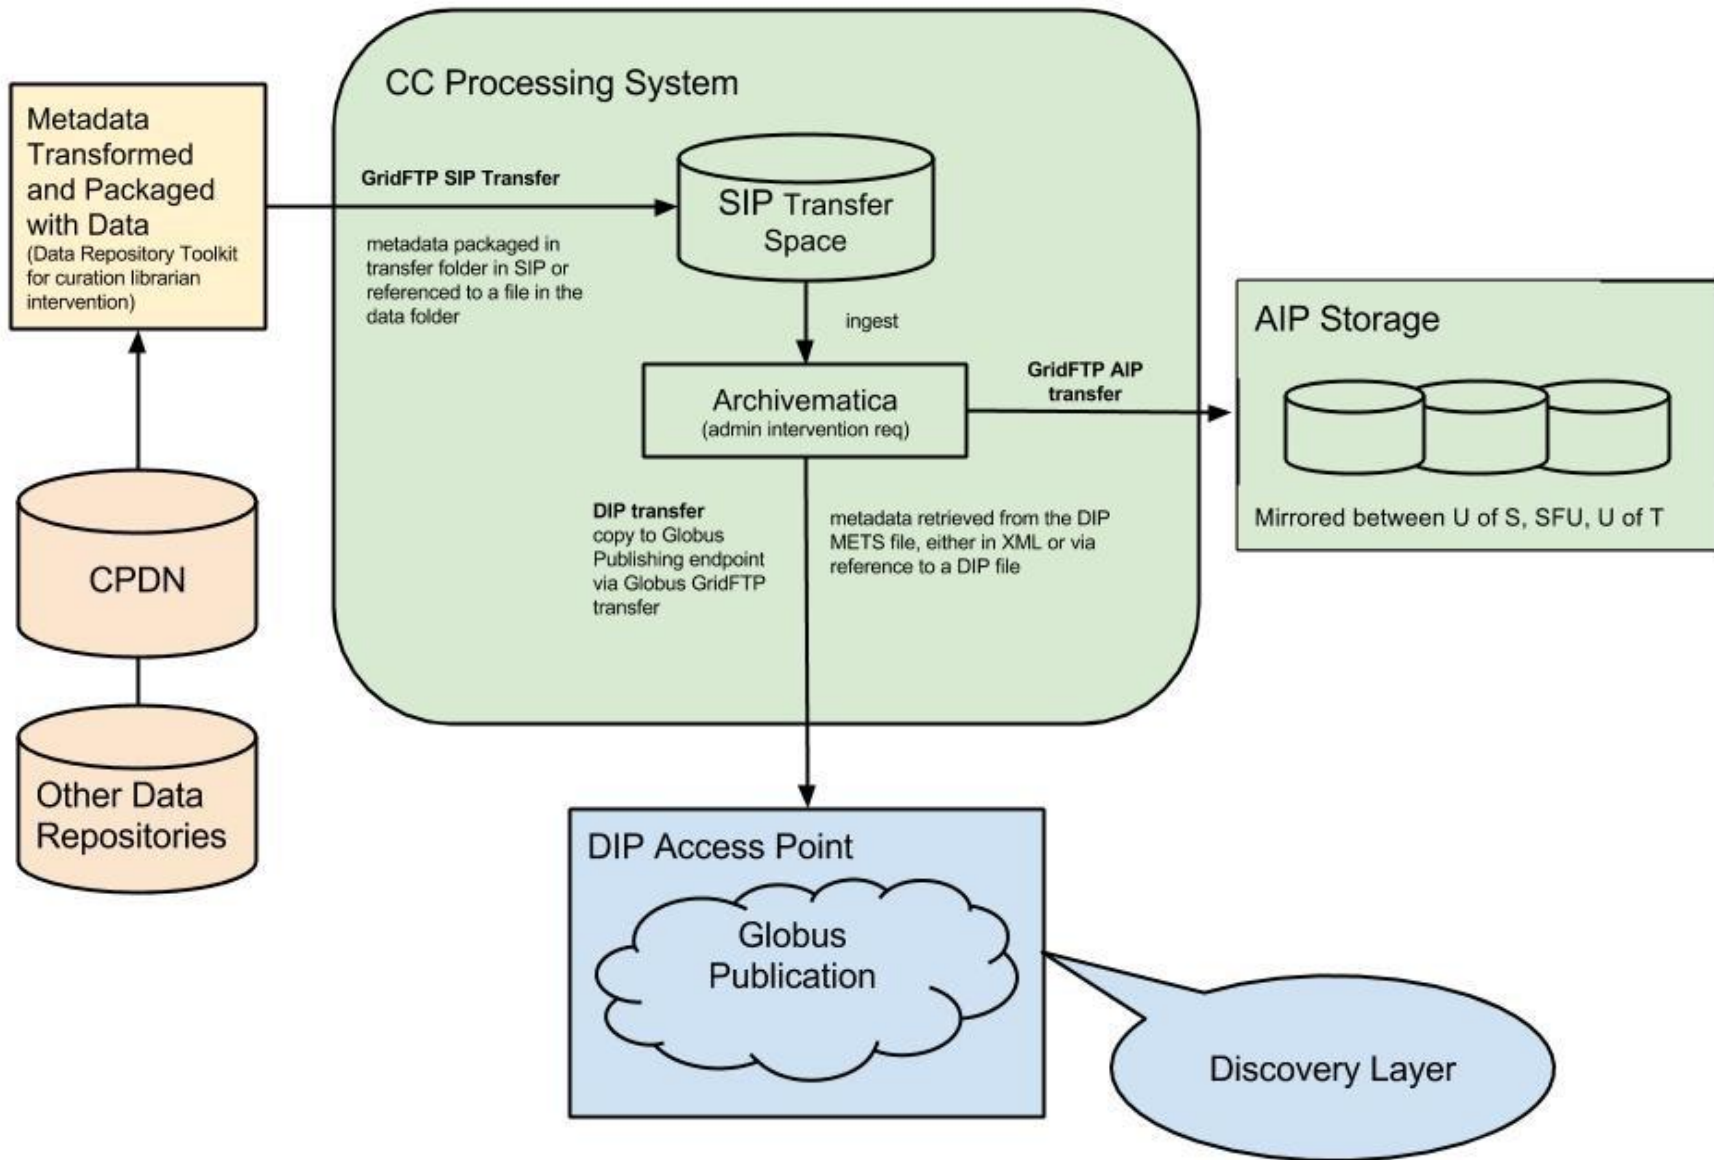 CC Processing System
Metadata
Transformed
and Packaged
with Data
(Data Repository Toolkit
for curation librarian
intervention)
GridFTP SIP Transfer
metadata packaged in
transfer folder in SIP or
referenced to a file in the
data folder
SIP Transfer
Space
ingest
Archivematica
(admin intervention req)
GridFTP AIP
transfer
AIP Storage
Mirrored between U of S, SFU, U of T
DIP transfer
copy to Globus
Publishing endpoint
via Globus GridFTP
transfer
metadata retrieved from the DIP
METS file, either in XML or via
reference to a DIP file
CPDN
Other Data
Repositories
DIP Access Point
Globus
Publication
Discovery Layer